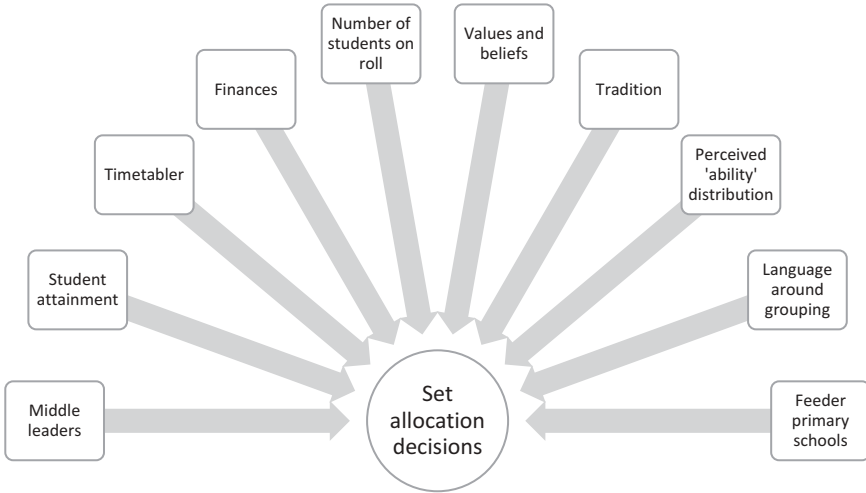 Number of
students on
roll
Values and
beliefs
Finances
Tradition
Timetabler
Perceived
'ability'
distribution
Student
attainment
Language
around
grouping
Middle
leaders
Set
allocation
decisions
Feeder
primary
schools